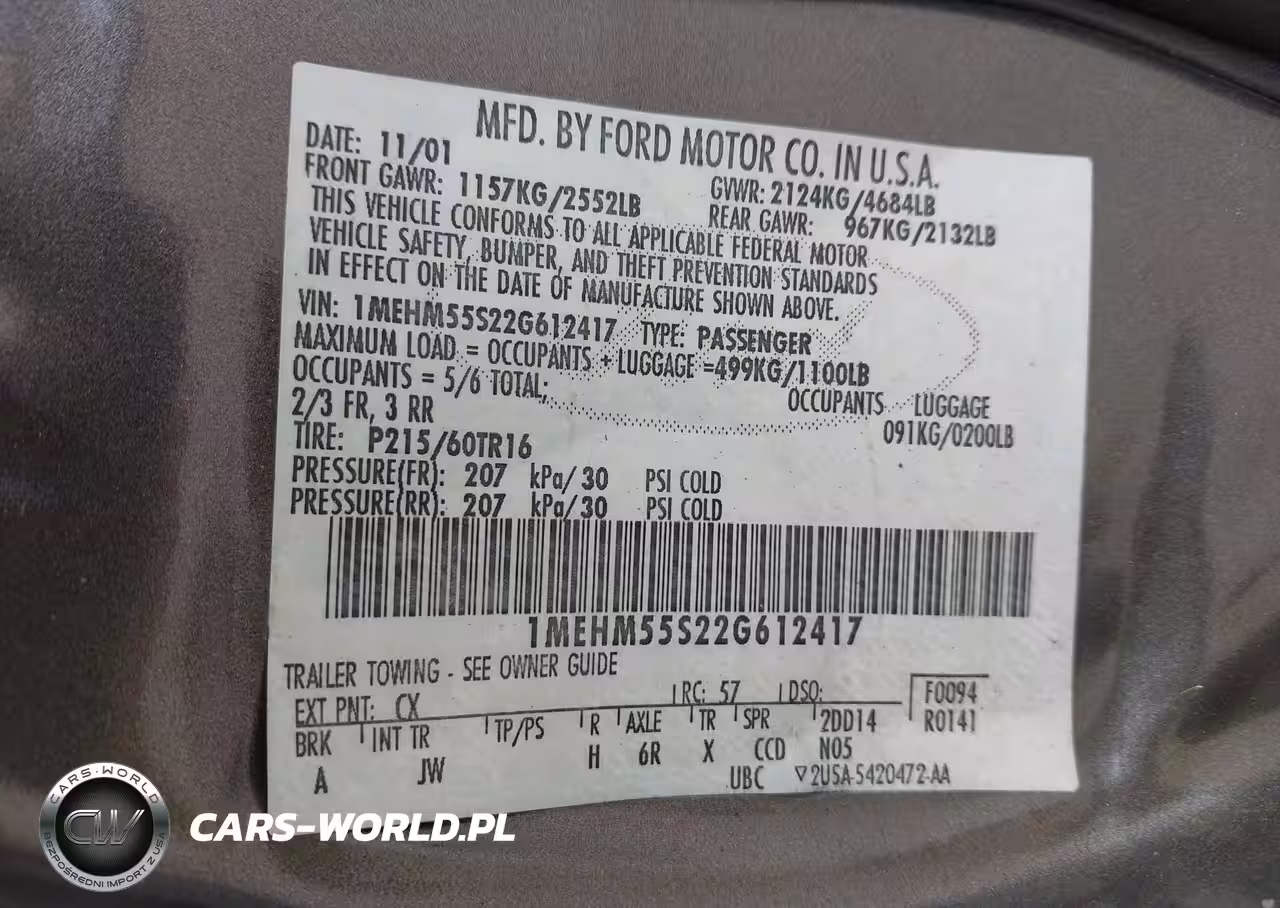 MFD. BY FORD MOTOR CO. IN U.S.A.
DATE: 11/01 GVWR: 2124KG/4684LB
FRONT GAWR: 1157KG/2552LB REAR GAWR: 967KG/2132LB
THIS VEHICLE CONFORMS TO ALL APPLICABLE FEDERAL MOTOR
VEHICLE SAFETY, BUMPER, AND THEFT PREVENTION STANDARDS
IN EFFECT ON THE DATE OF MANUFACTURE SHOWN ABOVE.
VIN: 1MEHM55S22G612417 TYPE: PASSENGER
MAXIMUM LOAD = OCCUPANTS + LUGGAGE =499KG/1100LB
OCCUPANTS = 5/6 TOTAL; OCCUPANTS LUGGAGE
2/3 FR, 3 RR 091KG/0200LB
TIRE: P215/60TR16
PRESSURE(FR): 207 kPa/30 PSI COLD
PRESSURE(RR): 207 kPa/30 PSI COLD
1MEHM55S22G612417
TRAILER TOWING - SEE OWNER GUIDE
EXT PNT: CX RC: 57 DSO: F0094
BRK INT TR TP/PS R AXLE TR SPR 2DD14 R0141
A JW H 6R X CCD N05
UBC ▽2U5A-5420472-AA
CARS-WORLD
CW
BEZPOŚREDNI IMPORT Z USA
CARS-WORLD.PL